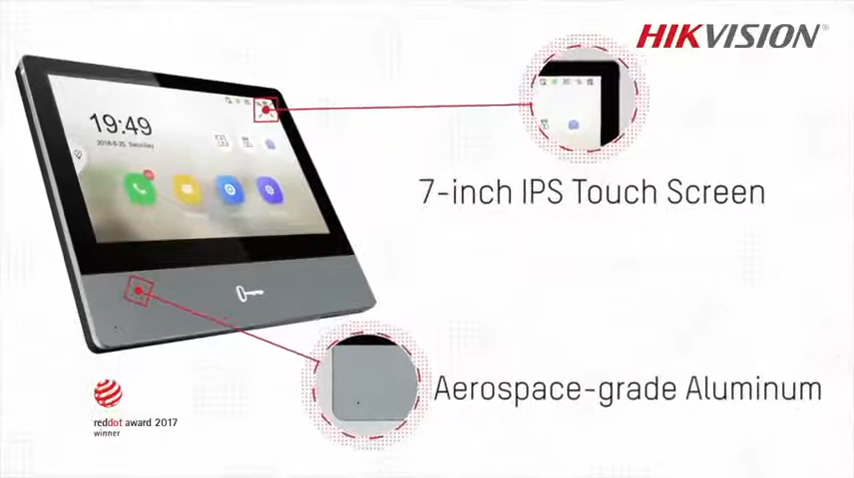 HIKVISION®
19:49
7-inch IPS Touch Screen
Aerospace-grade Aluminum
reddot award 2017
winner